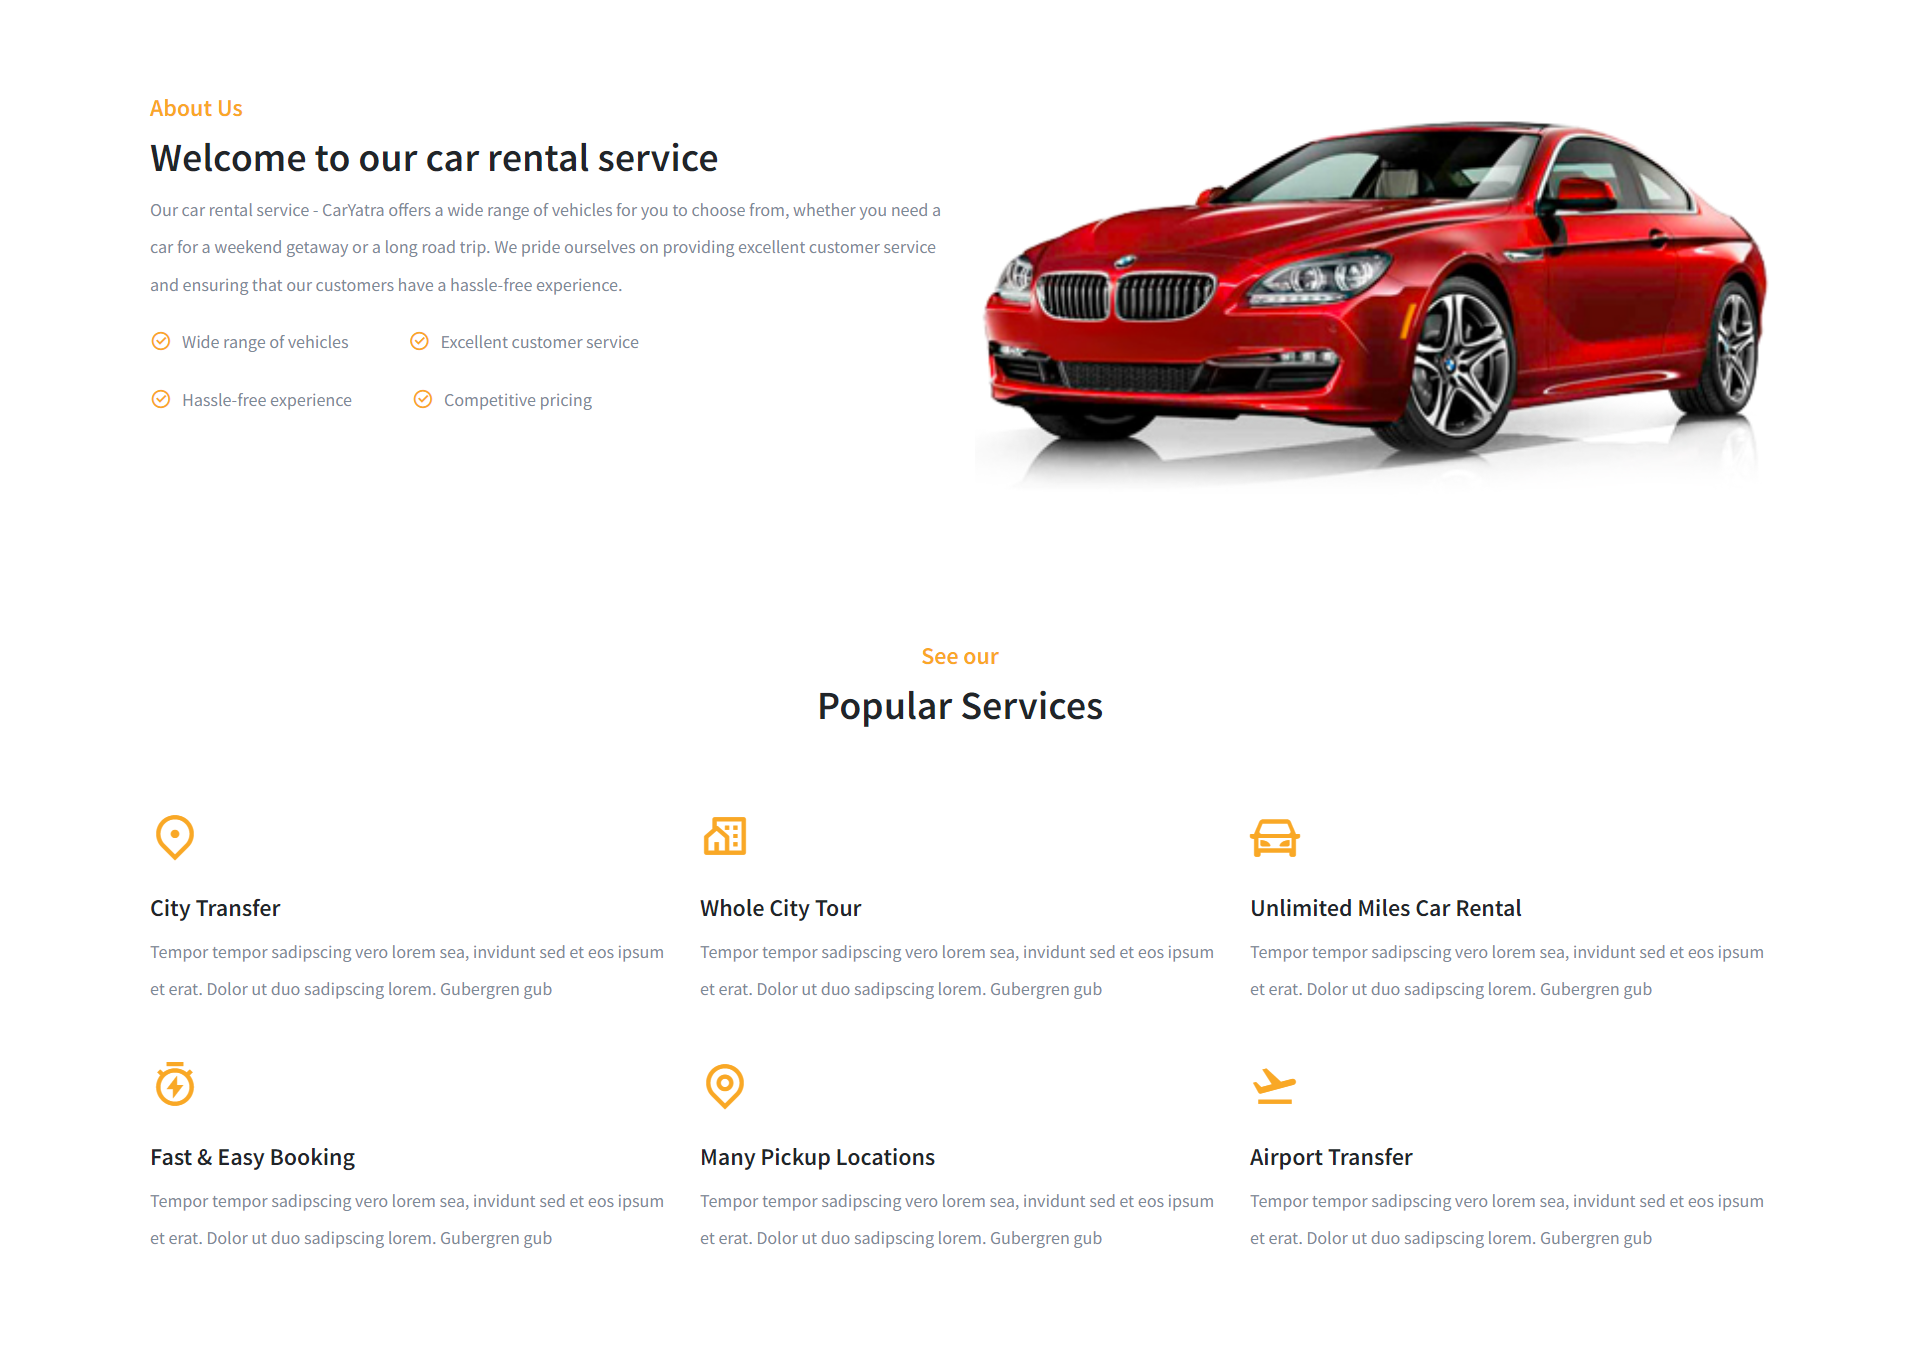 About Us
Welcome to our car rental service
Our car rental service - CarYatra offers a wide range of vehicles for you to choose from, whether you need a
car for a weekend getaway or a long road trip. We pride ourselves on providing excellent customer service
and ensuring that our customers have a hassle-free experience.
Wide range of vehicles
Excellent customer service
Hassle-free experience
Competitive pricing
See our
Popular Services
City Transfer
Tempor tempor sadipscing vero lorem sea, invidunt sed et eos ipsum
et erat. Dolor ut duo sadipscing lorem. Gubergren gub
Whole City Tour
Tempor tempor sadipscing vero lorem sea, invidunt sed et eos ipsum
et erat. Dolor ut duo sadipscing lorem. Gubergren gub
Unlimited Miles Car Rental
Tempor tempor sadipscing vero lorem sea, invidunt sed et eos ipsum
et erat. Dolor ut duo sadipscing lorem. Gubergren gub
Fast & Easy Booking
Tempor tempor sadipscing vero lorem sea, invidunt sed et eos ipsum
et erat. Dolor ut duo sadipscing lorem. Gubergren gub
Many Pickup Locations
Tempor tempor sadipscing vero lorem sea, invidunt sed et eos ipsum
et erat. Dolor ut duo sadipscing lorem. Gubergren gub
Airport Transfer
Tempor tempor sadipscing vero lorem sea, invidunt sed et eos ipsum
et erat. Dolor ut duo sadipscing lorem. Gubergren gub